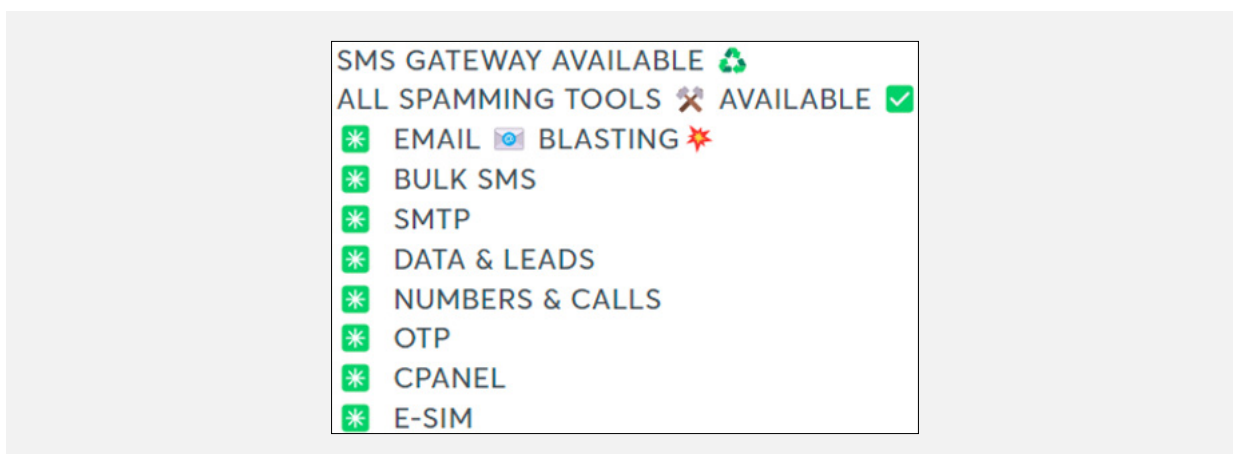 SMS GATEWAY AVAILABLE ♻️
ALL SPAMMING TOOLS ⚒️ AVAILABLE ✅
✳️ EMAIL 📧 BLASTING💥
✳️ BULK SMS
✳️ SMTP
✳️ DATA & LEADS
✳️ NUMBERS & CALLS
✳️ OTP
✳️ CPANEL
✳️ E-SIM